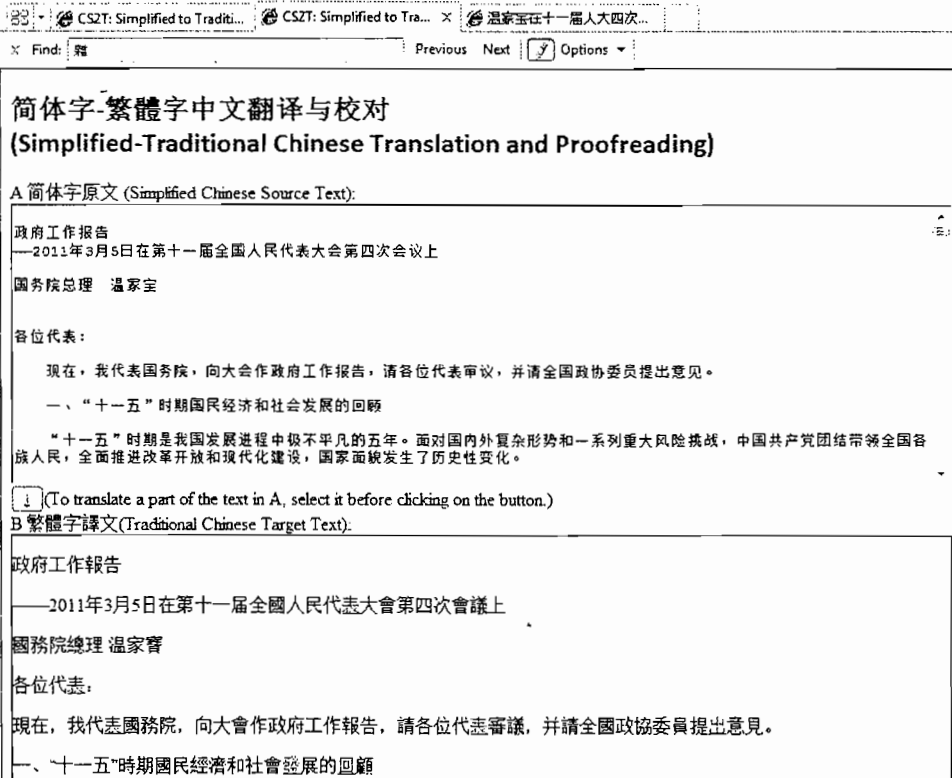 CS2T: Simplified to Traditi... CS2T: Simplified to Tra... × 温家宝在十一届人大四次...
× Find: 雜 Previous Next Options
简体字-繁體字中文翻译与校对
(Simplified-Traditional Chinese Translation and Proofreading)
A 简体字原文 (Simplified Chinese Source Text):
政府工作报告
—2011年3月5日在第十一届全国人民代表大会第四次会议上
国务院总理 温家宝
各位代表：
现在，我代表国务院，向大会作政府工作报告，请各位代表审议，并请全国政协委员提出意见。
一、“十一五”时期国民经济和社会发展的回顾
“十一五”时期是我国发展进程中极不平凡的五年。面对国内外复杂形势和一系列重大风险挑战，中国共产党团结带领全国各
族人民，全面推进改革开放和现代化建设，国家面貌发生了历史性变化。
↓ (To translate a part of the text in A, select it before clicking on the button.)
B 繁體字譯文(Traditional Chinese Target Text):
政府工作報告
——2011年3月5日在第十一届全國人民代表大會第四次會議上
國務院總理 温家寶
各位代表：
現在，我代表國務院，向大會作政府工作報告，請各位代表審議，并請全國政協委員提出意見。
一、“十一五”時期國民經濟和社會發展的回顧